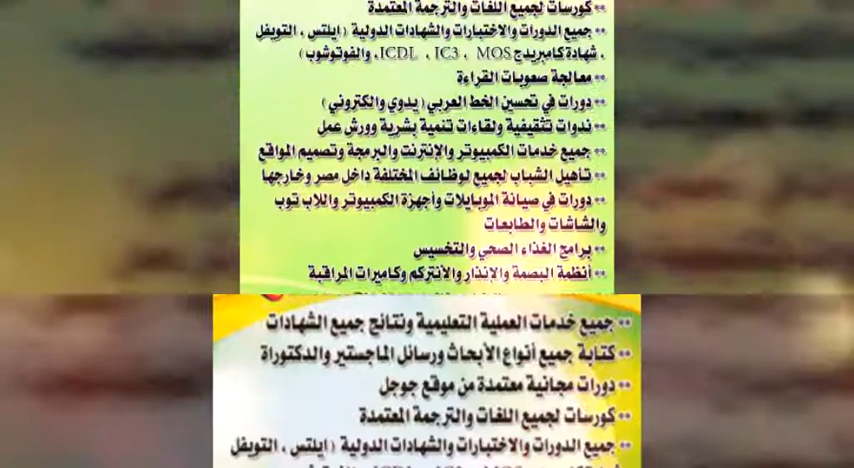 ** كورسات لجميع اللغات والترجمة المعتمدة
** جميع الدورات والاختبارات والشهادات الدولية ( ايلتس ، التويفل
، شهادة كامبريدج ICDL ، IC3 ، MOS، والفوتوشوب )
** معالجة صعوبات القراءة
** دورات في تحسين الخط العربي ( يدوي والكتروني )
** ندوات تثقيفية ولقاءات تنمية بشرية وورش عمل
** جميع خدمات الكمبيوتر والإنترنت والبرمجة وتصميم المواقع
** تأهيل الشباب لجميع لوظائف المختلفة داخل مصر وخارجها
** دورات في صيانة الموبايلات وأجهزة الكمبيوتر واللاب توب
والشاشات والطابعات
** برامج الغذاء الصحي والتخسيس
** أنظمة البصمة والإنذار والأنتركم وكاميرات المراقبة
** جميع خدمات العملية التعليمية ونتائج جميع الشهادات
** كتابة جميع أنواع الأبحاث ورسائل الماجستير والدكتوراة
** دورات مجانية معتمدة من موقع جوجل
** كورسات لجميع اللغات والترجمة المعتمدة
** جميع الدورات والاختبارات والشهادات الدولية ( ايلتس ، التويفل